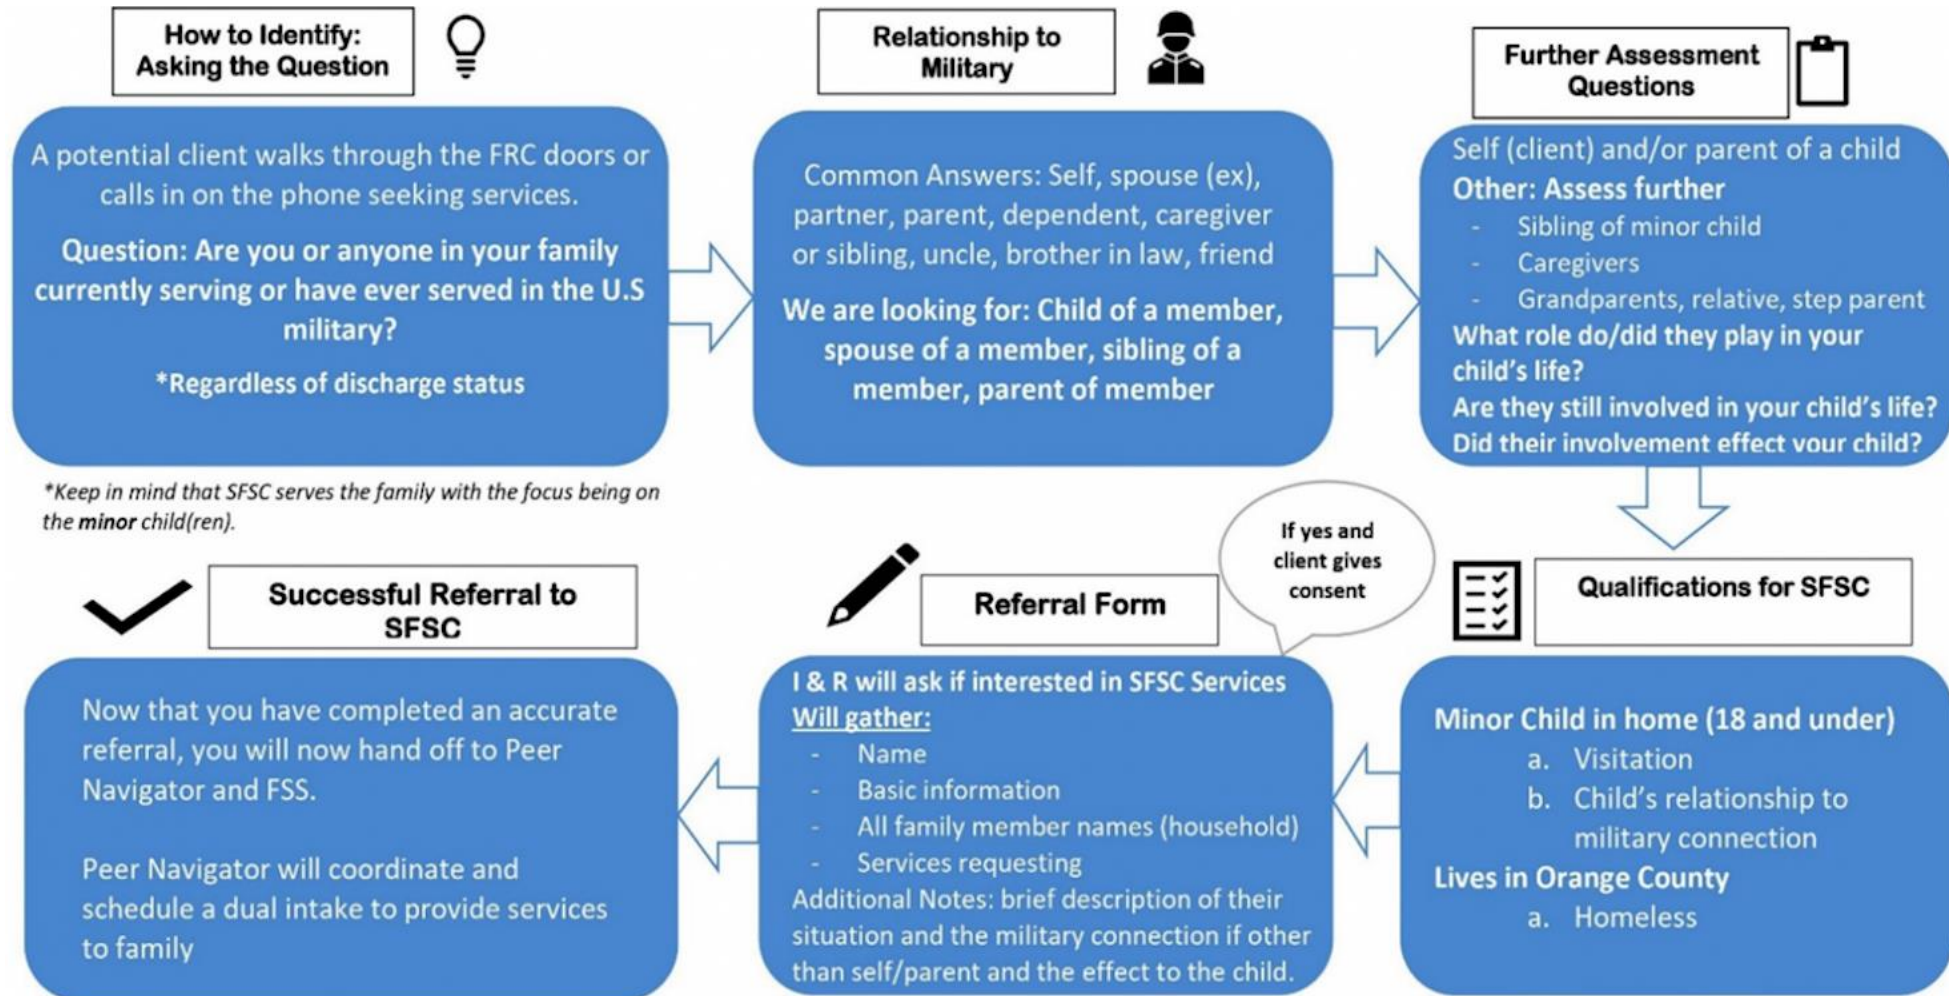 How to Identify:
Asking the Question
A potential client walks through the FRC doors or
calls in on the phone seeking services.
Question: Are you or anyone in your family
currently serving or have ever served in the U.S
military?
*Regardless of discharge status
*Keep in mind that SFSC serves the family with the focus being on
the minor child(ren).
Relationship to
Military
Common Answers: Self, spouse (ex),
partner, parent, dependent, caregiver
or sibling, uncle, brother in law, friend
We are looking for: Child of a member,
spouse of a member, sibling of a
member, parent of member
Further Assessment
Questions
Self (client) and/or parent of a child
Other: Assess further
- Sibling of minor child
- Caregivers
- Grandparents, relative, step parent
What role do/did they play in your
child's life?
Are they still involved in your child's life?
Did their involvement effect your child?
Qualifications for SFSC
Minor Child in home (18 and under)
a. Visitation
b. Child's relationship to
military connection
Lives in Orange County
a. Homeless
If yes and
client gives
consent
Referral Form
I & R will ask if interested in SFSC Services
Will gather:
- Name
- Basic information
- All family member names (household)
- Services requesting
Additional Notes: brief description of their
situation and the military connection if other
than self/parent and the effect to the child.
Successful Referral to
SFSC
Now that you have completed an accurate
referral, you will now hand off to Peer
Navigator and FSS.
Peer Navigator will coordinate and
schedule a dual intake to provide services
to family